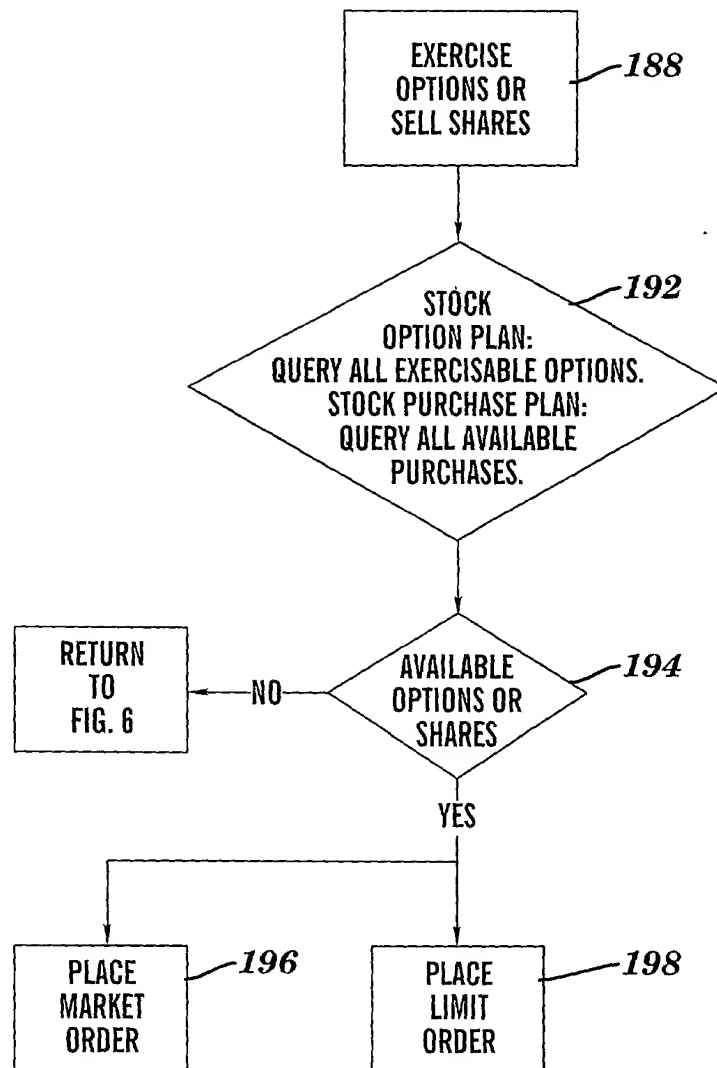 EXERCISE
OPTIONS OR
SELL SHARES
188
STOCK
OPTION PLAN:
QUERY ALL EXERCISABLE OPTIONS.
STOCK PURCHASE PLAN:
QUERY ALL AVAILABLE
PURCHASES.
192
AVAILABLE
OPTIONS OR
SHARES
194
NO
RETURN
TO
FIG. 6
YES
PLACE
MARKET
ORDER
196
PLACE
LIMIT
ORDER
198